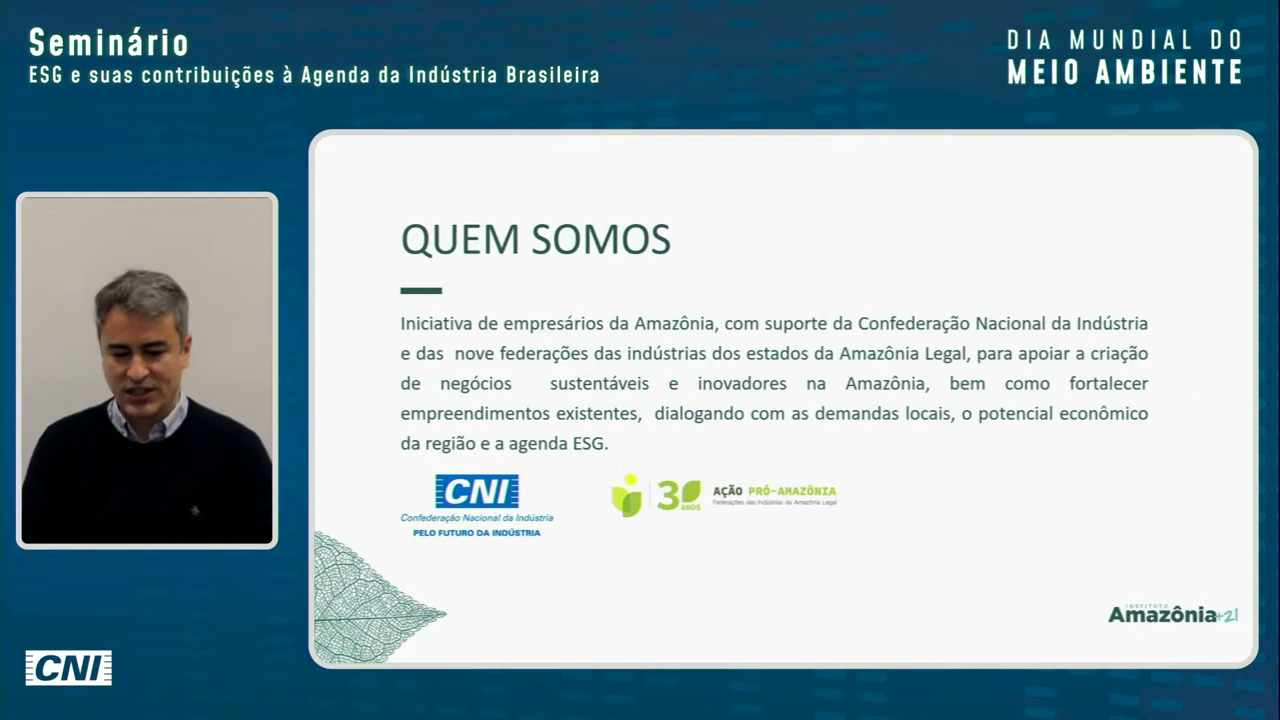 Seminário
ESG e suas contribuições à Agenda da Indústria Brasileira
DIA MUNDIAL DO
MEIO AMBIENTE
QUEM SOMOS
Iniciativa de empresários da Amazônia, com suporte da Confederação Nacional da Indústria
e das nove federações das indústrias dos estados da Amazônia Legal, para apoiar a criação
de negócios sustentáveis e inovadores na Amazônia, bem como fortalecer
empreendimentos existentes, dialogando com as demandas locais, o potencial econômico
da região e a agenda ESG.
CNI
Confederação Nacional da Indústria
PELO FUTURO DA INDÚSTRIA
30 ANOS
AÇÃO PRÓ-AMAZÔNIA
Federações das Indústrias da Amazônia Legal
INSTITUTO
Amazônia+21
CNI